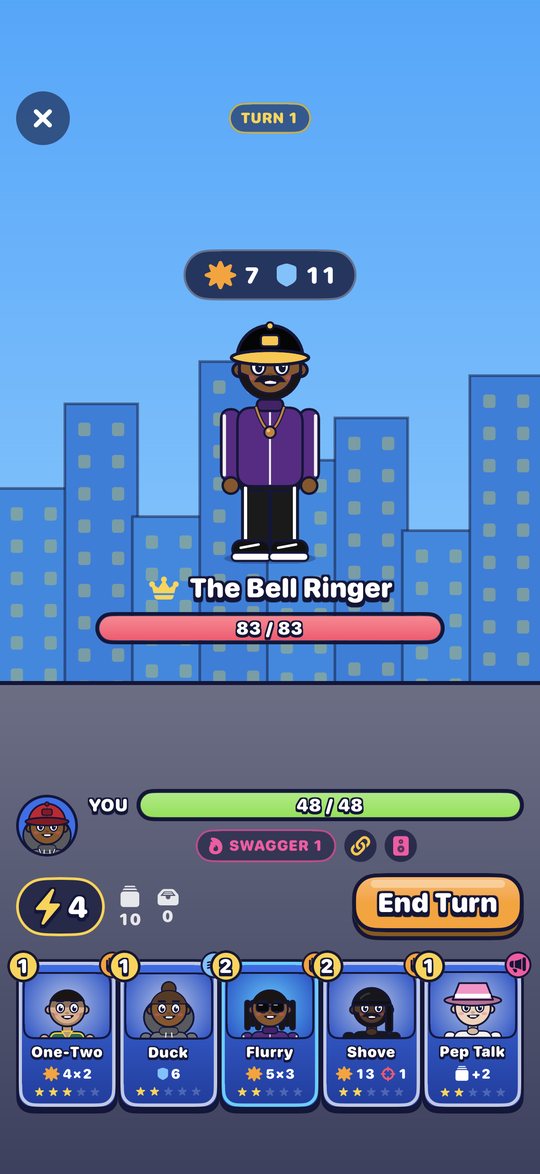 TURN 1
7 11
The Bell Ringer
83 / 83
YOU 48 / 48
SWAGGER 1
4 10 0 End Turn
1 1 2 2 1
One-Two Duck Flurry Shove Pep Talk
4×2 6 5×3 13 1 +2